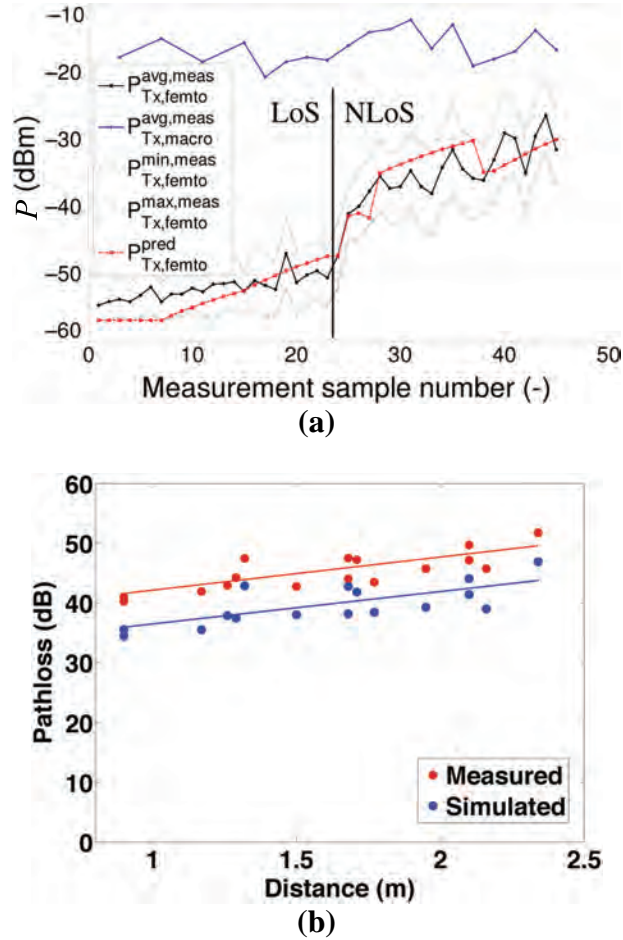 −10
−20
−30
−40
−50
−60
P (dBm)
P avg,meas Tx,femto
P avg,meas Tx,macro
P min,meas Tx,femto
P max,meas Tx,femto
P pred Tx,femto
LoS NLoS
0 10 20 30 40 50
Measurement sample number (-)
(a)
60
50
40
30
20
10
0
Pathloss (dB)
Measured
Simulated
1 1.5 2 2.5
Distance (m)
(b)